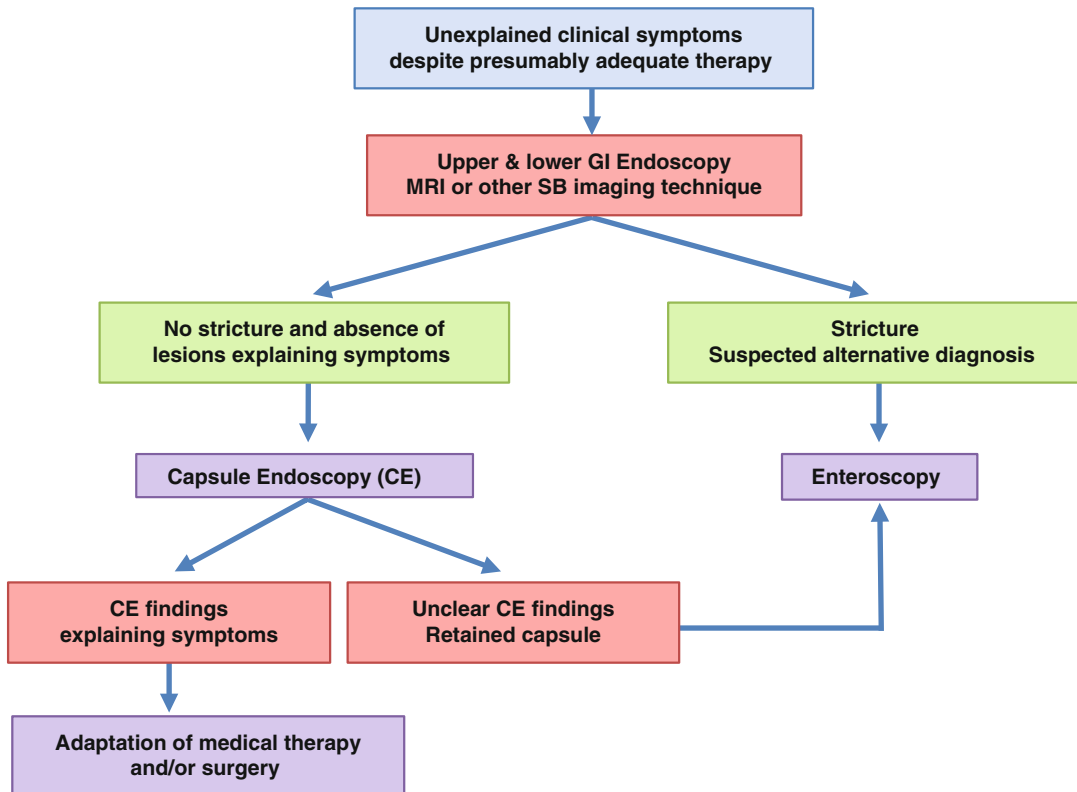 Unexplained clinical symptoms
despite presumably adequate therapy
Upper & lower GI Endoscopy
MRI or other SB imaging technique
No stricture and absence of
lesions explaining symptoms
Stricture
Suspected alternative diagnosis
Capsule Endoscopy (CE)
Enteroscopy
CE findings
explaining symptoms
Unclear CE findings
Retained capsule
Adaptation of medical therapy
and/or surgery